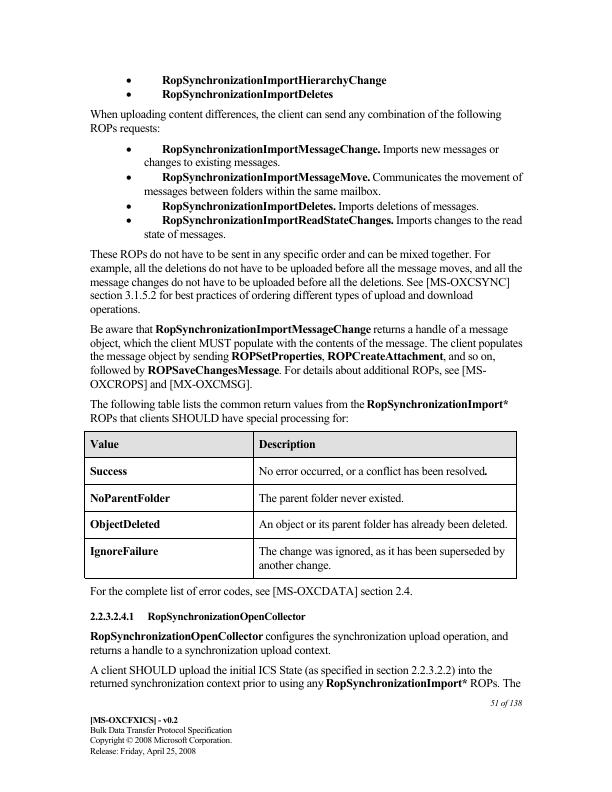 • RopSynchronizationImportHierarchyChange
• RopSynchronizationImportDeletes
When uploading content differences, the client can send any combination of the following
ROPs requests:
• RopSynchronizationImportMessageChange. Imports new messages or
changes to existing messages.
• RopSynchronizationImportMessageMove. Communicates the movement of
messages between folders within the same mailbox.
• RopSynchronizationImportDeletes. Imports deletions of messages.
• RopSynchronizationImportReadStateChanges. Imports changes to the read
state of messages.
These ROPs do not have to be sent in any specific order and can be mixed together. For
example, all the deletions do not have to be uploaded before all the message moves, and all the
message changes do not have to be uploaded before all the deletions. See [MS-OXCSYNC]
section 3.1.5.2 for best practices of ordering different types of upload and download
operations.
Be aware that RopSynchronizationImportMessageChange returns a handle of a message
object, which the client MUST populate with the contents of the message. The client populates
the message object by sending ROPSetProperties, ROPCreateAttachment, and so on,
followed by ROPSaveChangesMessage. For details about additional ROPs, see [MS-
OXCROPS] and [MX-OXCMSG].
The following table lists the common return values from the RopSynchronizationImport*
ROPs that clients SHOULD have special processing for:
Value Description
Success No error occurred, or a conflict has been resolved.
NoParentFolder The parent folder never existed.
ObjectDeleted An object or its parent folder has already been deleted.
IgnoreFailure The change was ignored, as it has been superseded by
another change.
For the complete list of error codes, see [MS-OXCDATA] section 2.4.
2.2.3.2.4.1 RopSynchronizationOpenCollector
RopSynchronizationOpenCollector configures the synchronization upload operation, and
returns a handle to a synchronization upload context.
A client SHOULD upload the initial ICS State (as specified in section 2.2.3.2.2) into the
returned synchronization context prior to using any RopSynchronizationImport* ROPs. The
51 of 138
[MS-OXCFXICS] - v0.2
Bulk Data Transfer Protocol Specification
Copyright © 2008 Microsoft Corporation.
Release: Friday, April 25, 2008